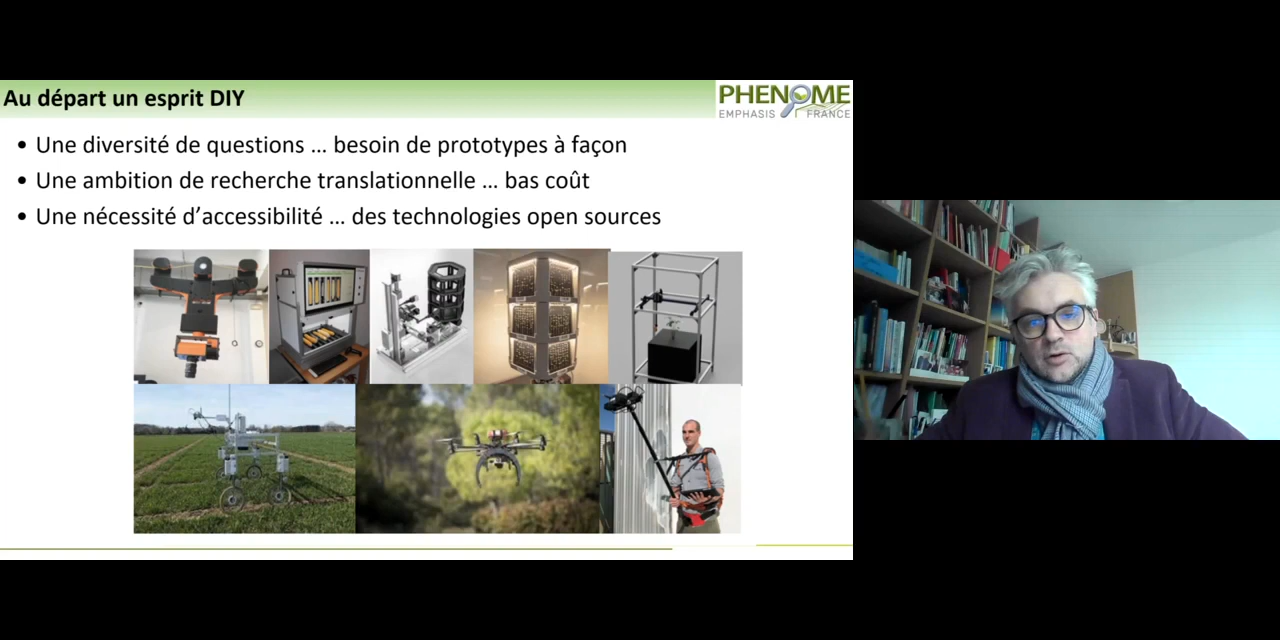 Au départ un esprit DIY
PHENOME
EMPHASIS FRANCE
• Une diversité de questions ... besoin de prototypes à façon
• Une ambition de recherche translationnelle ... bas coût
• Une nécessité d'accessibilité ... des technologies open sources